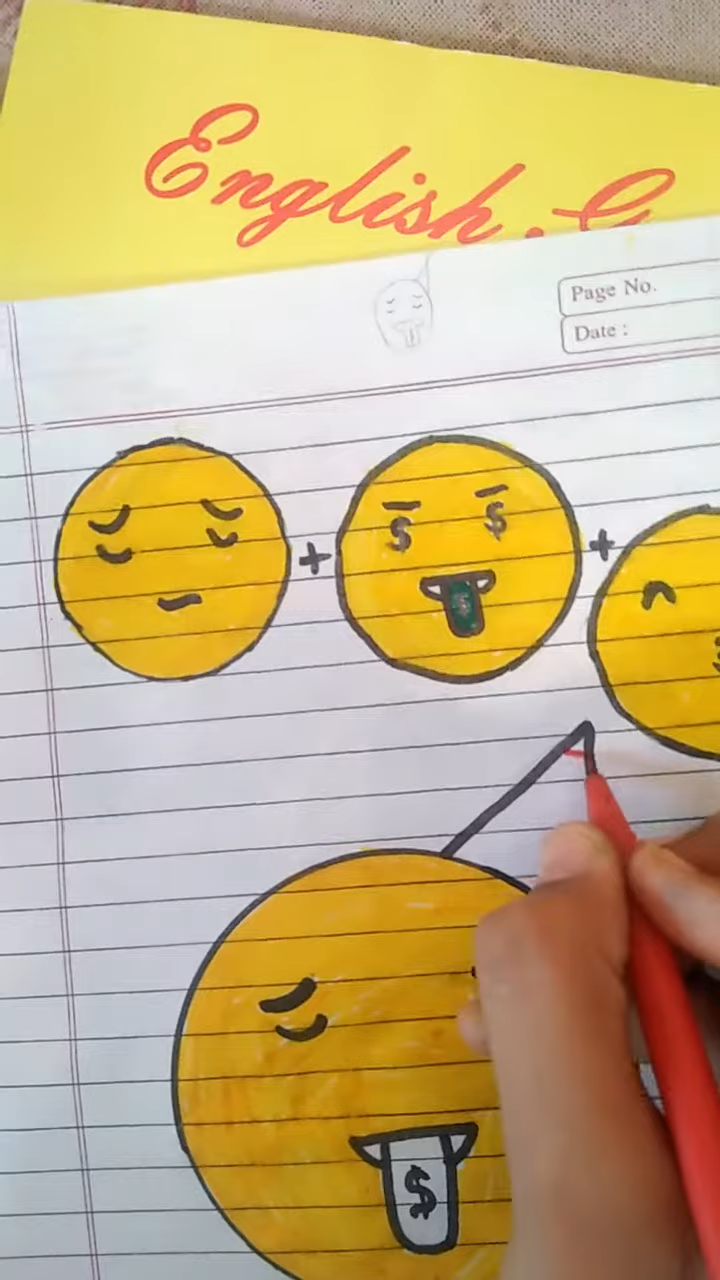 English . G
Page No.
Date :
+ +
$ $
$
$